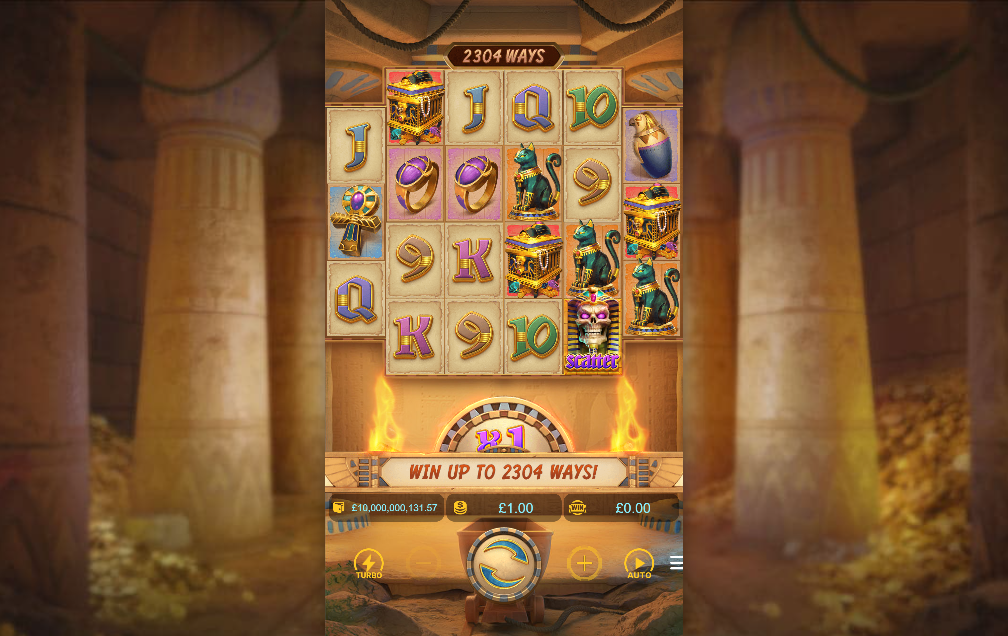 2304 WAYS
J Q 10
J
9
9 K
Q
K 9 10 scatter
x1
WIN UP TO 2304 WAYS!
£10,000,000,131.57 £1.00 WIN £0.00
TURBO AUTO